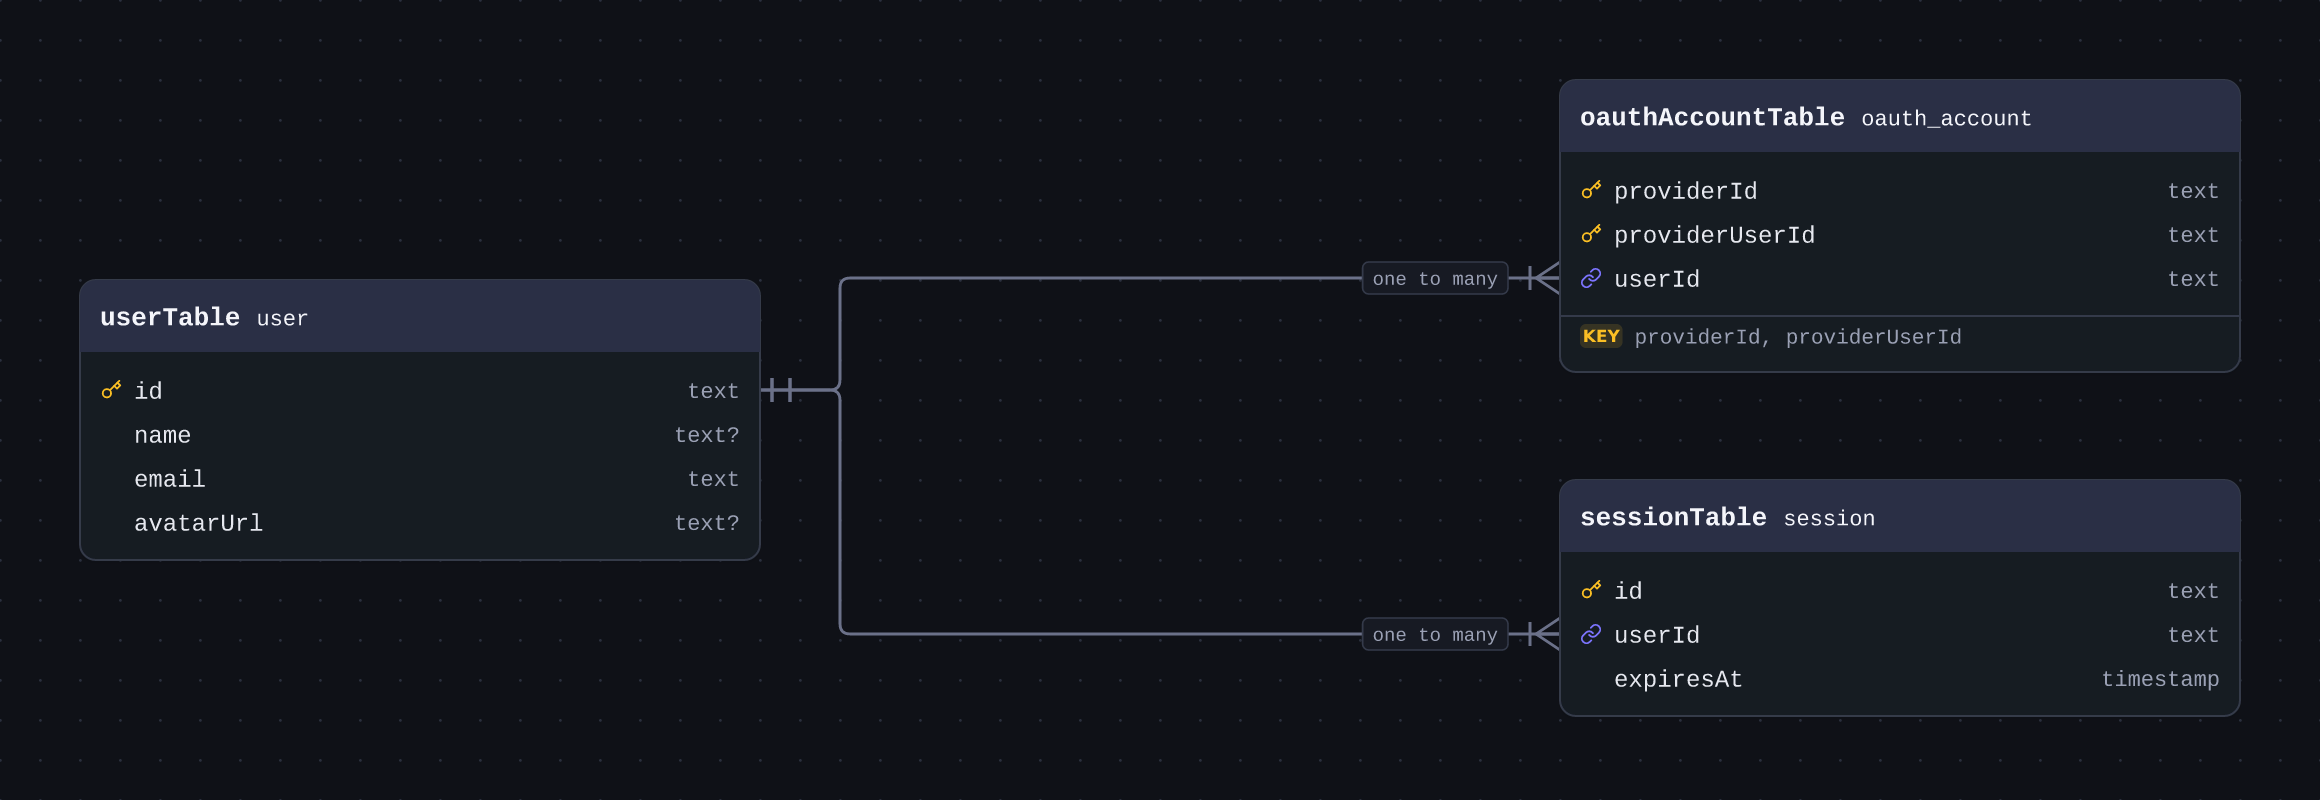 userTable user
id text
name text?
email text
avatarUrl text?
one to many
one to many
oauthAccountTable oauth_account
providerId text
providerUserId text
userId text
KEY providerId, providerUserId
sessionTable session
id text
userId text
expiresAt timestamp